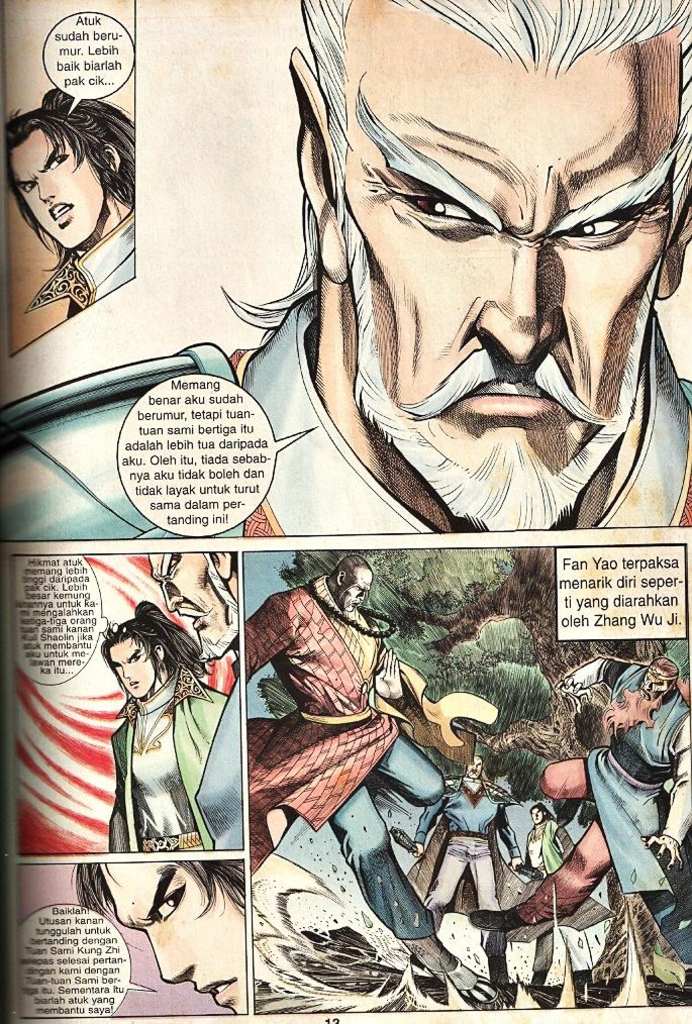 Atuk
sudah beru-
mur. Lebih
baik biarlah
pak cik...
Memang
benar aku sudah
berumur, tetapi tuan-
tuan sami bertiga itu
adalah lebih tua daripada
aku. Oleh itu, tiada sebab-
nya aku tidak boleh dan
tidak layak untuk turut
sama dalam per-
tanding ini!
Hikmat atuk
memang lebih
tinggi daripada
pak cik. Lebih
besar kemung
kinannya untuk ka-
mi mengalahkan
ketiga-tiga orang
tuan sami kanan
Kuil Shaolin jika
atuk membantu
aku untuk me-
lawan mere-
ka itu...
Fan Yao terpaksa
menarik diri seper-
ti yang diarahkan
oleh Zhang Wu Ji.
Baiklah!
Utusan kanan
tunggulah untuk
bertanding dengan
Tuan Sami Kung Zhi
selepas selesai pertan-
dingan kami dengan
Tuan-tuan Sami ber-
tiga itu. Sementara itu
biarlah atuk yang
membantu saya!
13